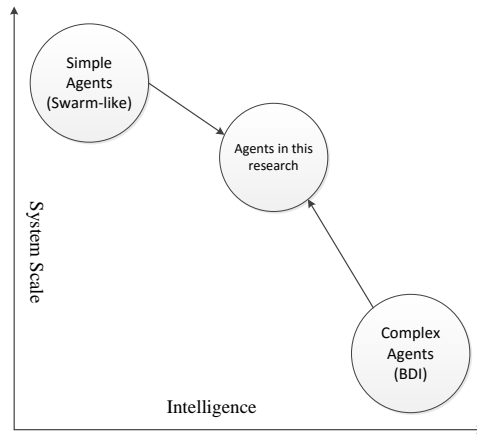 Simple
Agents
(Swarm-like)
Agents in this
research
System Scale
Complex
Agents
(BDI)
Intelligence